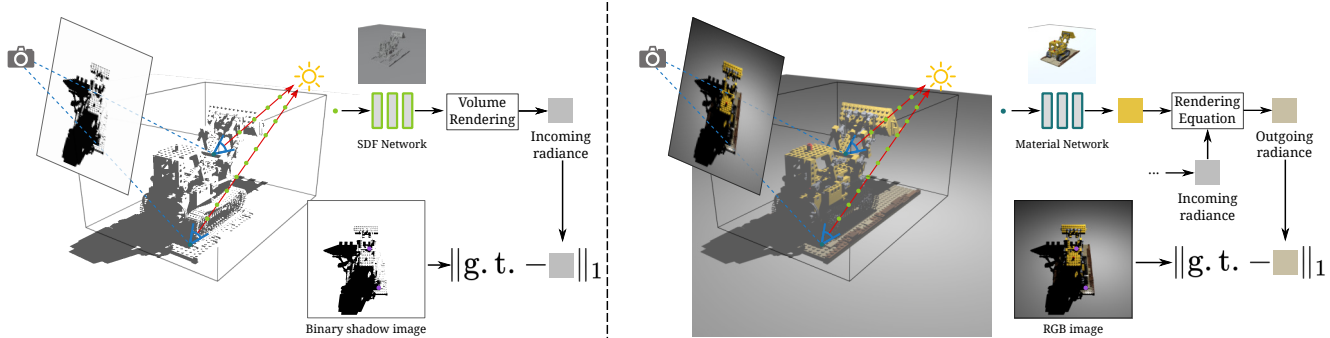 SDF Network
Volume
Rendering
Incoming
radiance
Binary shadow image
||g. t. − ||₁
Material Network
Rendering
Equation
Outgoing
radiance
...
Incoming
radiance
RGB image
||g. t. − ||₁